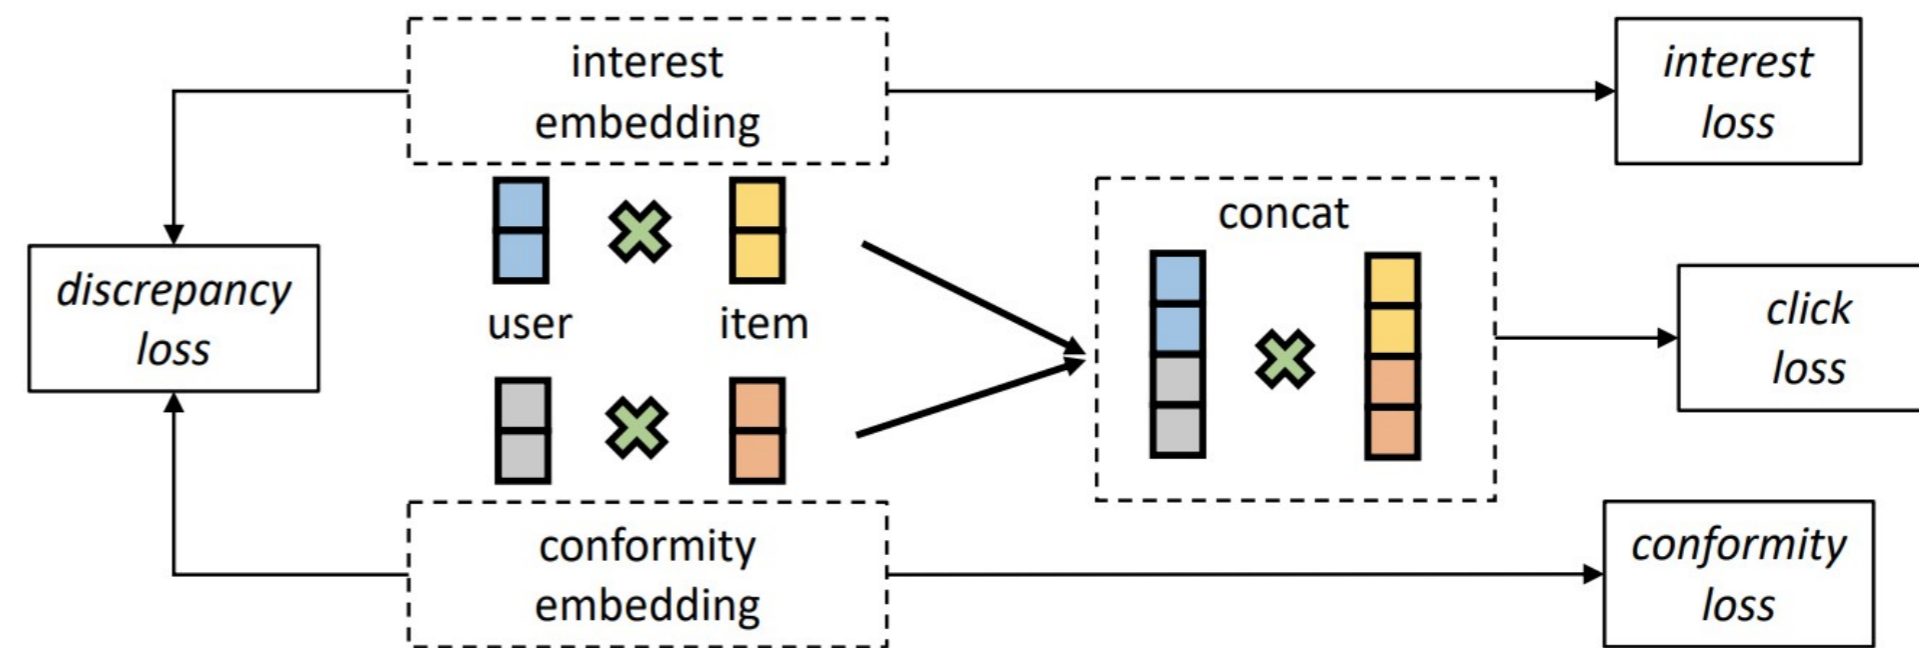 interest
embedding
interest
loss
concat
discrepancy
loss
user
item
click
loss
conformity
embedding
conformity
loss